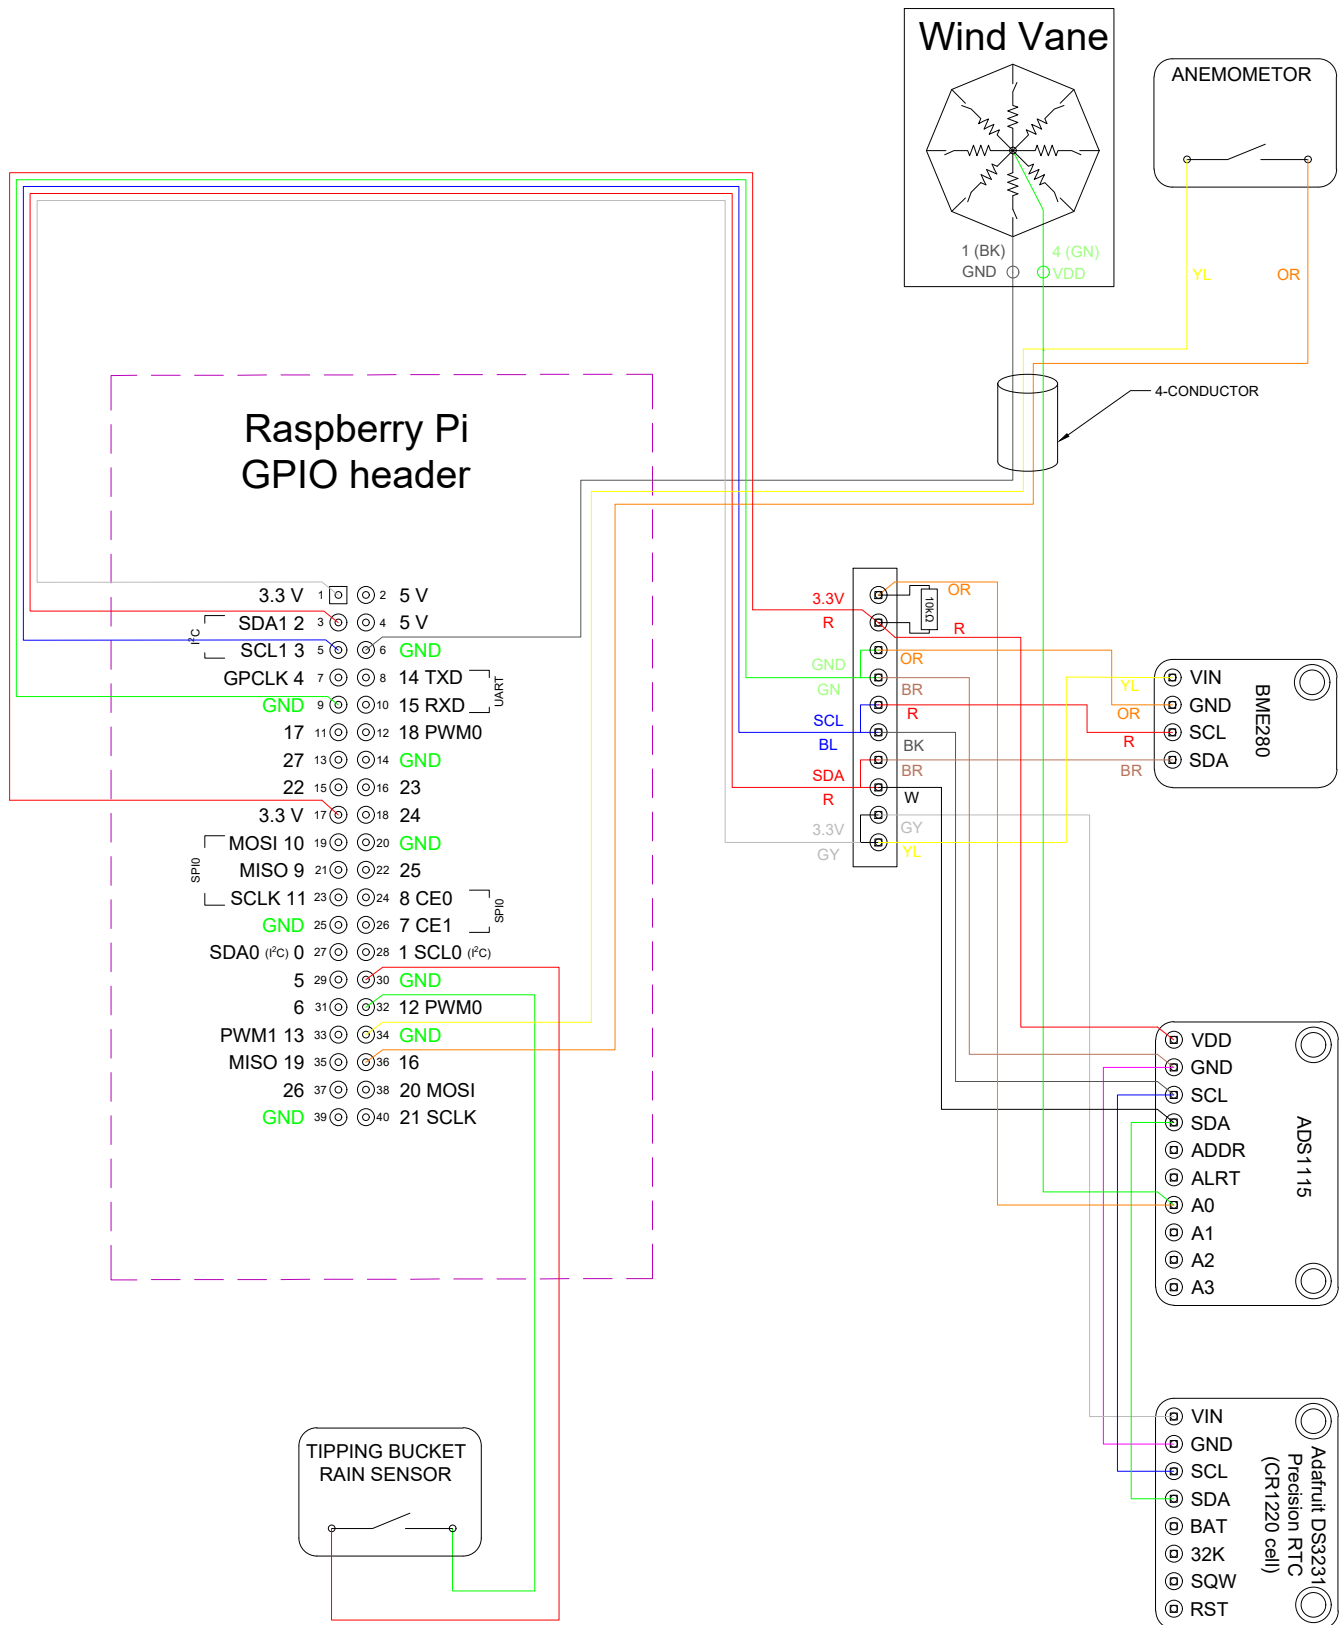 Wind Vane
1 (BK)
GND
4 (GN)
VDD
ANEMOMETOR
YL
OR
4-CONDUCTOR
Raspberry Pi
GPIO header
3.3 V 1 2 5 V
SDA1 2 3 4 5 V
SCL1 3 5 6 GND
I²C
GPCLK 4 7 8 14 TXD
GND 9 10 15 RXD
UART
17 11 12 18 PWM0
27 13 14 GND
22 15 16 23
3.3 V 17 18 24
MOSI 10 19 20 GND
MISO 9 21 22 25
SCLK 11 23 24 8 CE0
SPI0
GND 25 26 7 CE1
SPI0
SDA0 (I²C) 0 27 28 1 SCL0 (I²C)
5 29 30 GND
6 31 32 12 PWM0
PWM1 13 33 34 GND
MISO 19 35 36 16
26 37 38 20 MOSI
GND 39 40 21 SCLK
3.3V
R
GND
GN
SCL
BL
SDA
R
3.3V
GY
10kΩ
OR
R
OR
BR
R
BK
BR
W
GY
YL
YL
OR
R
BR
VIN
GND
SCL
SDA
BME280
VDD
GND
SCL
SDA
ADDR
ALRT
A0
A1
A2
A3
ADS1115
VIN
GND
SCL
SDA
BAT
32K
SQW
RST
Adafruit DS3231
Precision RTC
(CR1220 cell)
TIPPING BUCKET
RAIN SENSOR